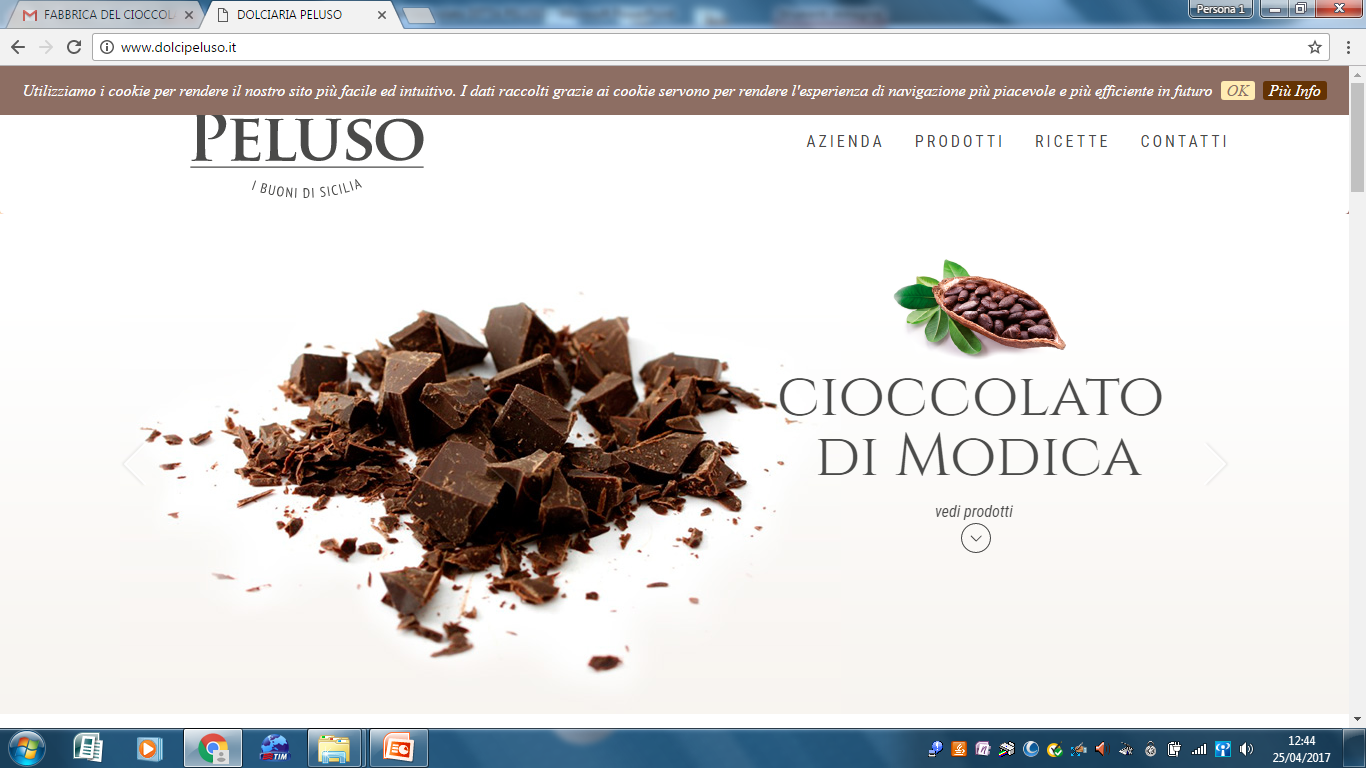 FABBRICA DEL CIOCCOL
DOLCIARIA PELUSO
Persona 1
www.dolcipeluso.it
Utilizziamo i cookie per rendere il nostro sito più facile ed intuitivo. I dati raccolti grazie ai cookie servono per rendere l'esperienza di navigazione più piacevole e più efficiente in futuro OK Più Info
PELUSO
I BUONI DI SICILIA
AZIENDA PRODOTTI RICETTE CONTATTI
CIOCCOLATO
DI MODICA
vedi prodotti
TIM
12:44
25/04/2017